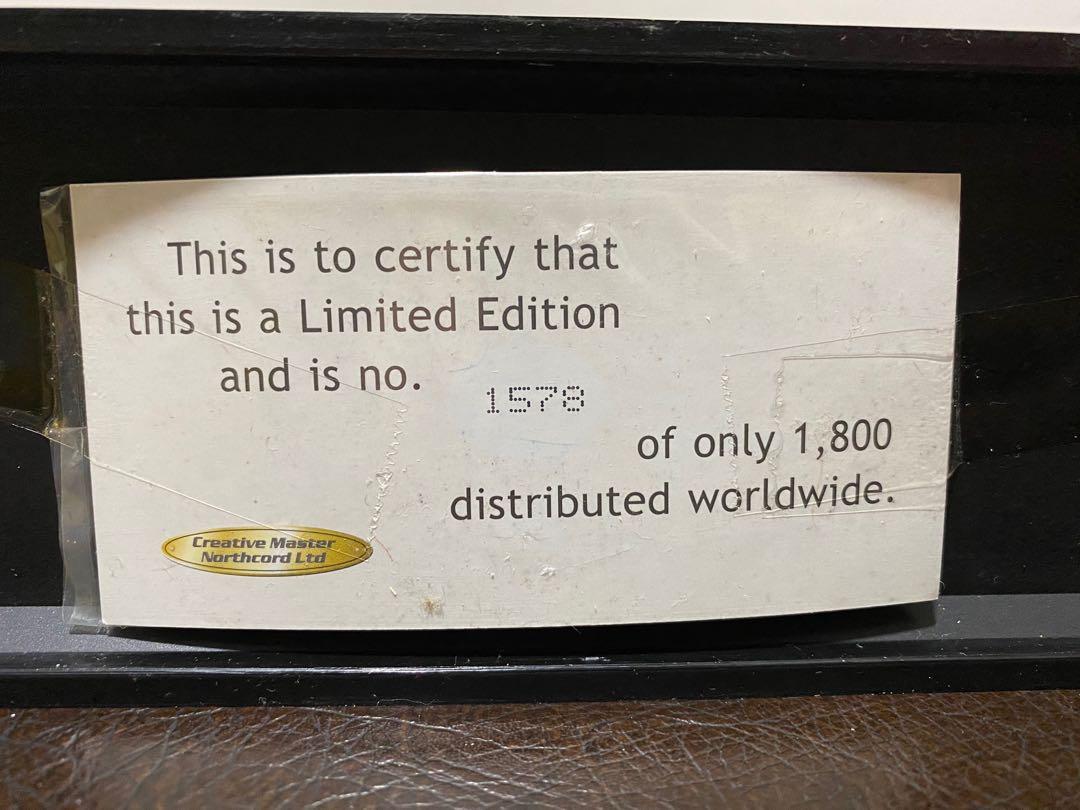 This is to certify that
this is a Limited Edition
and is no.
1578
of only 1,800
distributed worldwide.
Creative Master
Northcord Ltd